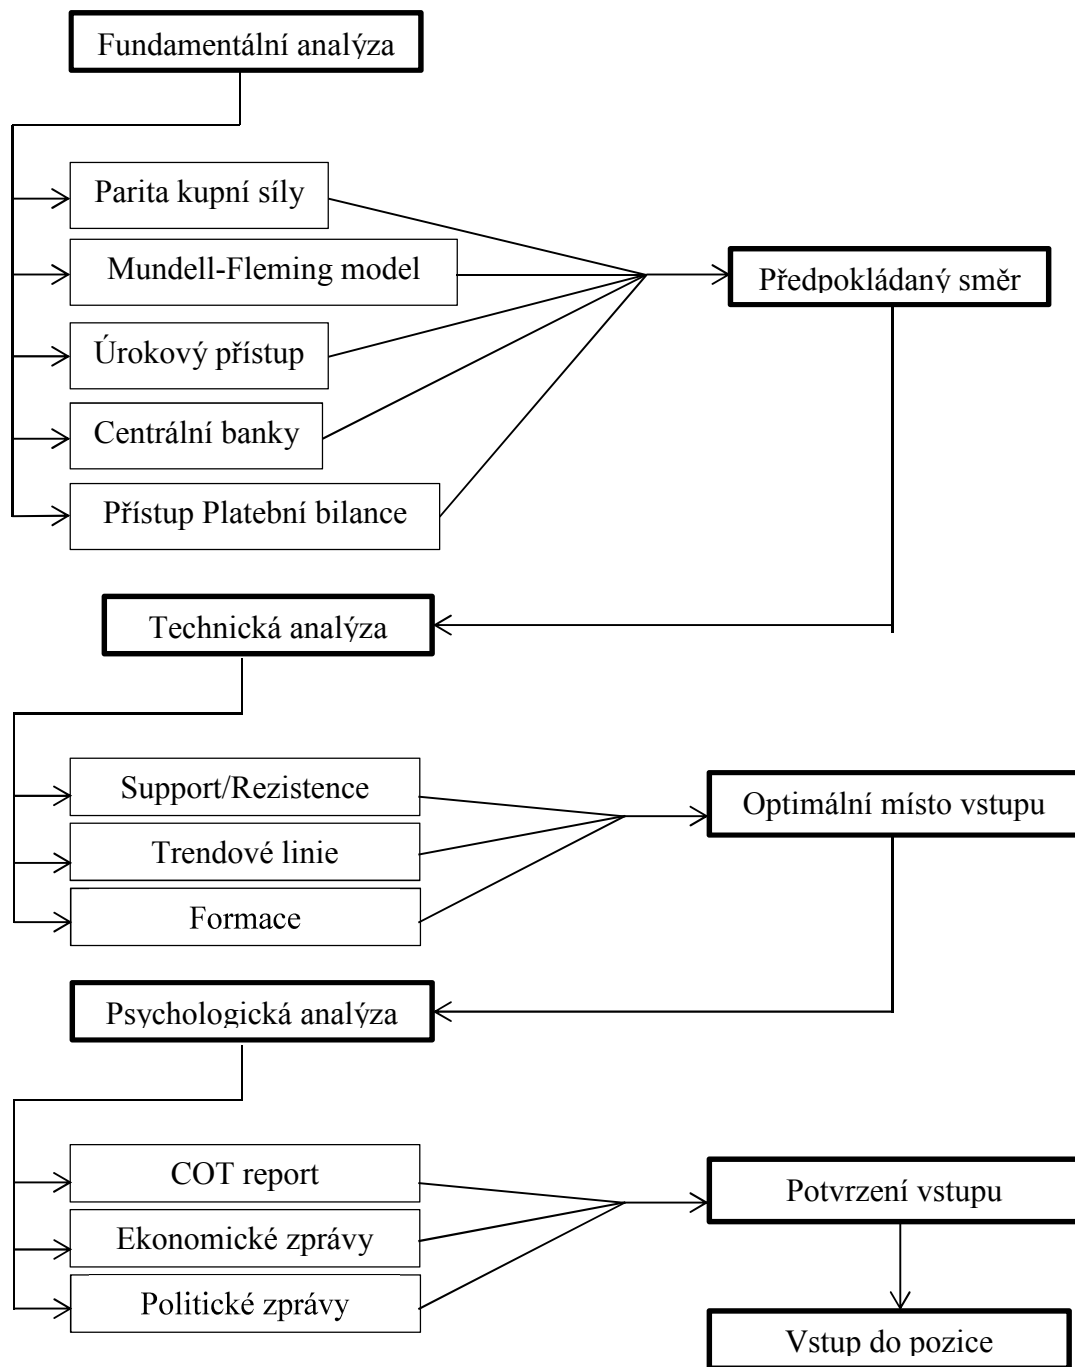 Fundamentální analýza
Parita kupní síly
Mundell-Fleming model
Předpokládaný směr
Úrokový přístup
Centrální banky
Přístup Platební bilance
Technická analýza
Support/Rezistence
Optimální místo vstupu
Trendové linie
Formace
Psychologická analýza
COT report
Potvrzení vstupu
Ekonomické zprávy
Politické zprávy
Vstup do pozice